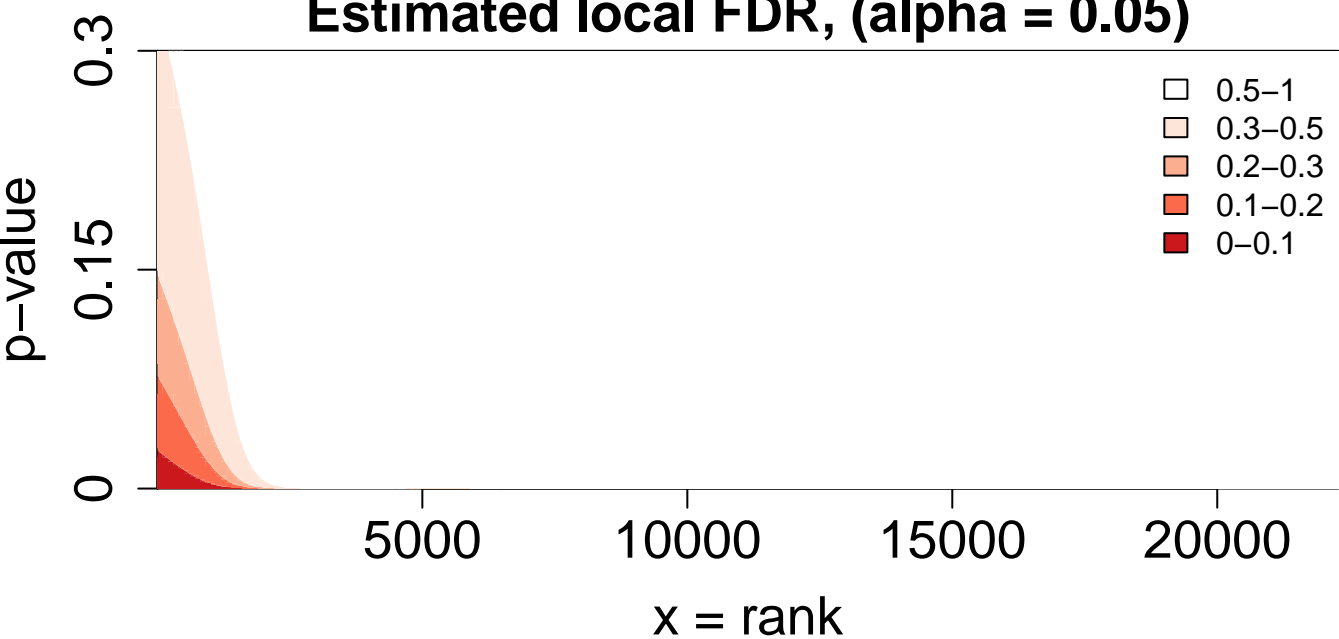 Estimated local FDR, (alpha = 0.05)
0.3
0.15
0
p−value
0.5−1
0.3−0.5
0.2−0.3
0.1−0.2
0−0.1
5000 10000 15000 20000
x = rank